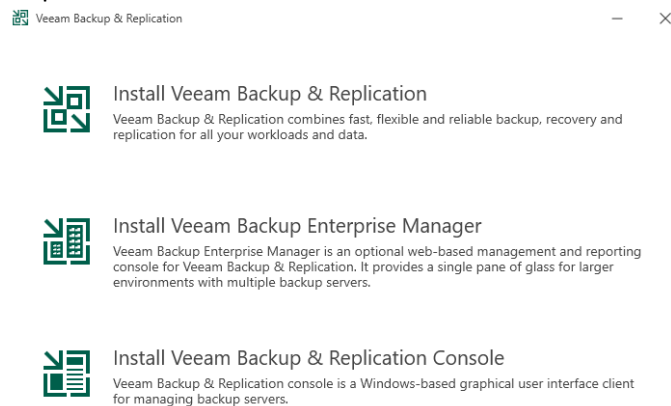 Veeam Backup & Replication
Install Veeam Backup & Replication
Veeam Backup & Replication combines fast, flexible and reliable backup, recovery and
replication for all your workloads and data.
Install Veeam Backup Enterprise Manager
Veeam Backup Enterprise Manager is an optional web-based management and reporting
console for Veeam Backup & Replication. It provides a single pane of glass for larger
environments with multiple backup servers.
Install Veeam Backup & Replication Console
Veeam Backup & Replication console is a Windows-based graphical user interface client
for managing backup servers.